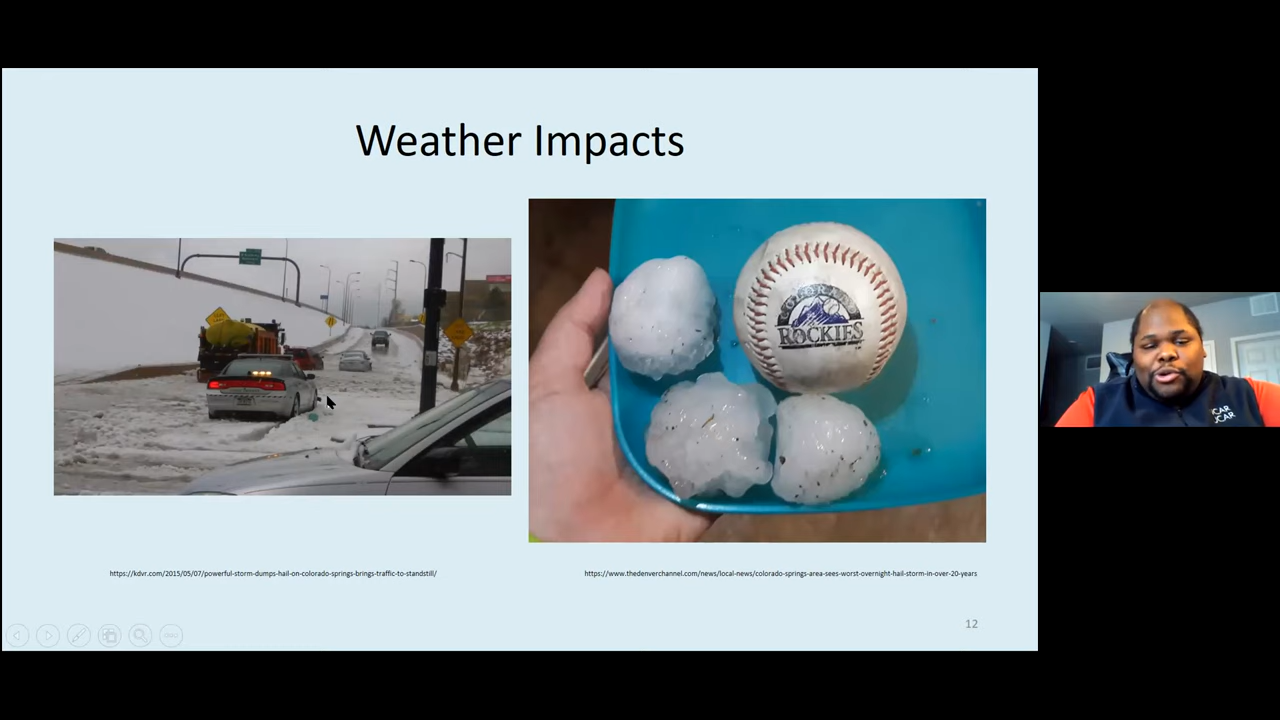 Weather Impacts
COLORADO
ROCKIES
https://kdvr.com/2015/05/07/powerful-storm-dumps-hail-on-colorado-springs-brings-traffic-to-standstill/
https://www.thedenverchannel.com/news/local-news/colorado-springs-area-sees-worst-overnight-hail-storm-in-over-20-years
12